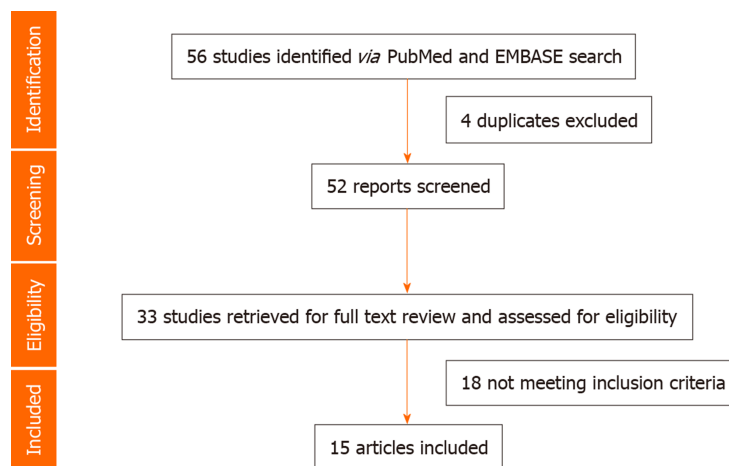 Identification
56 studies identified via PubMed and EMBASE search
4 duplicates excluded
Screening
52 reports screened
Eligibility
33 studies retrieved for full text review and assessed for eligibility
18 not meeting inclusion criteria
Included
15 articles included